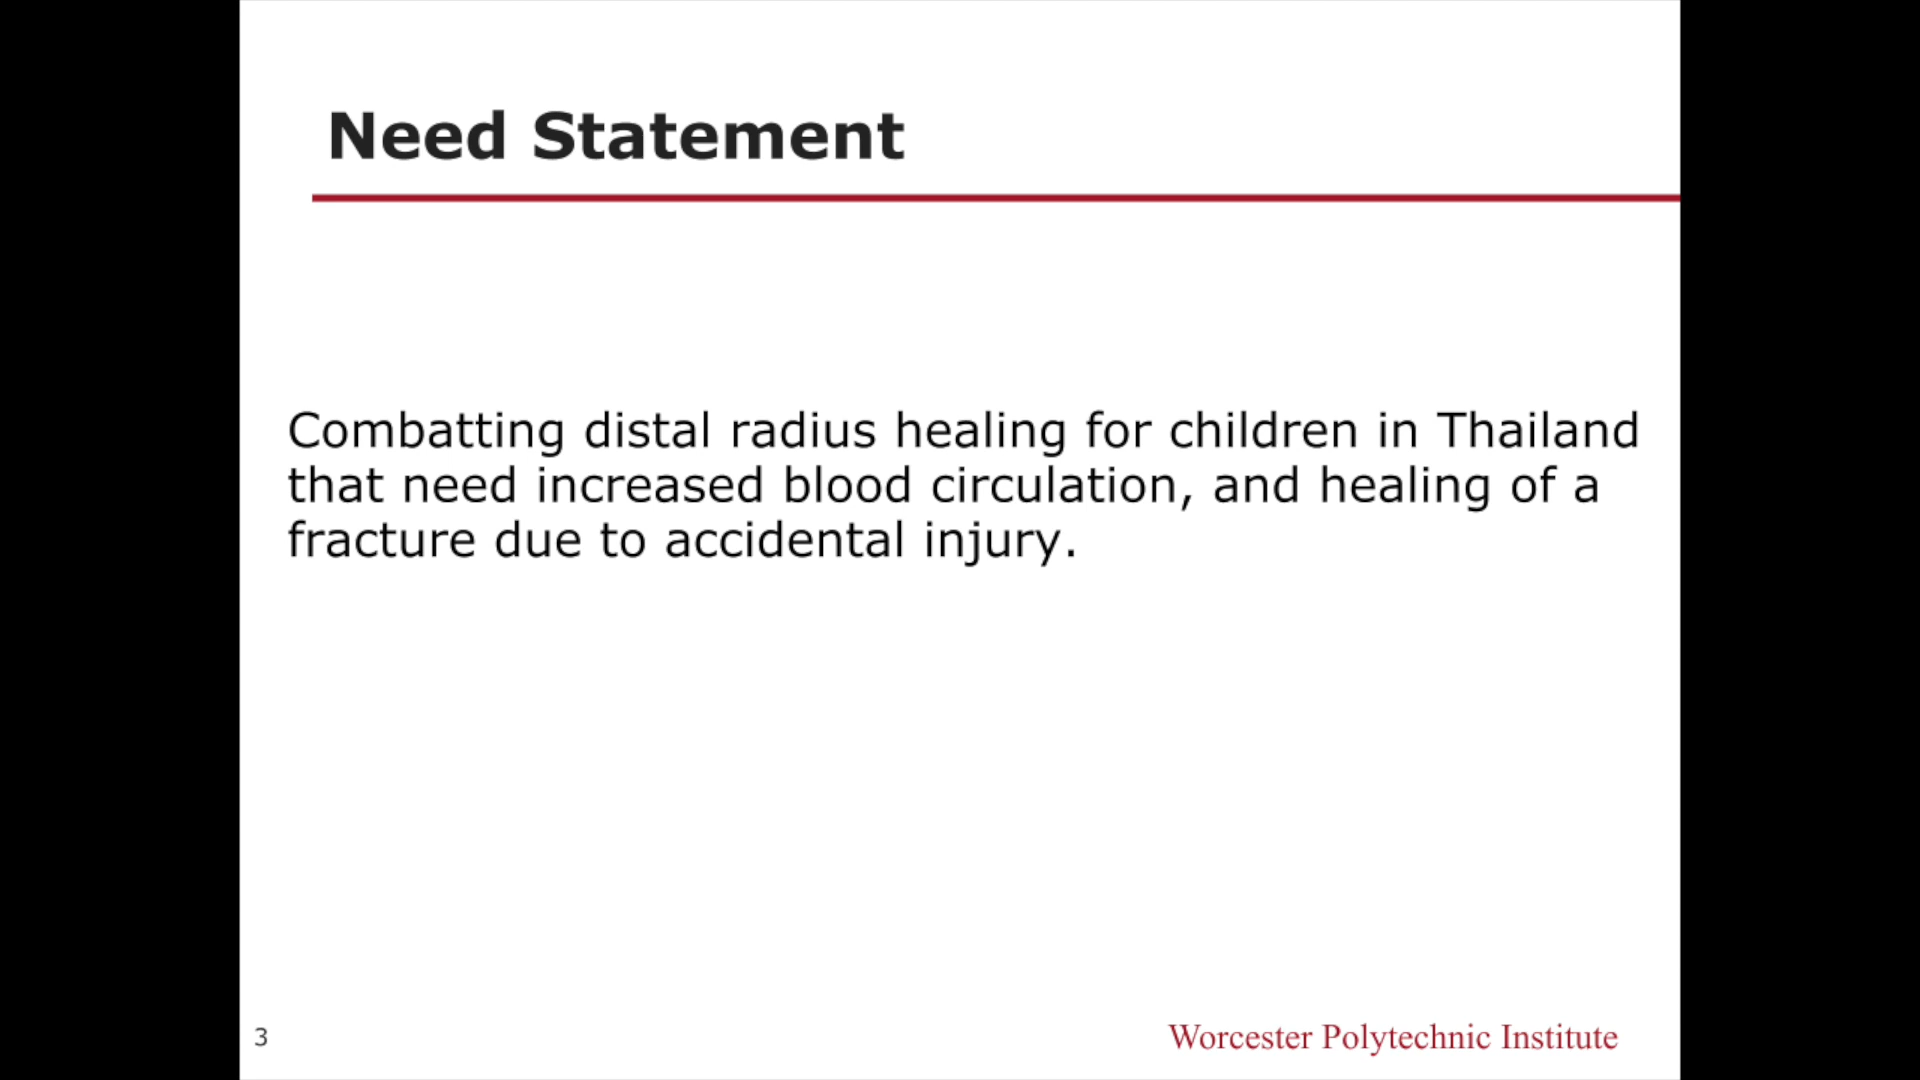 Need Statement
Combatting distal radius healing for children in Thailand
that need increased blood circulation, and healing of a
fracture due to accidental injury.
3
Worcester Polytechnic Institute